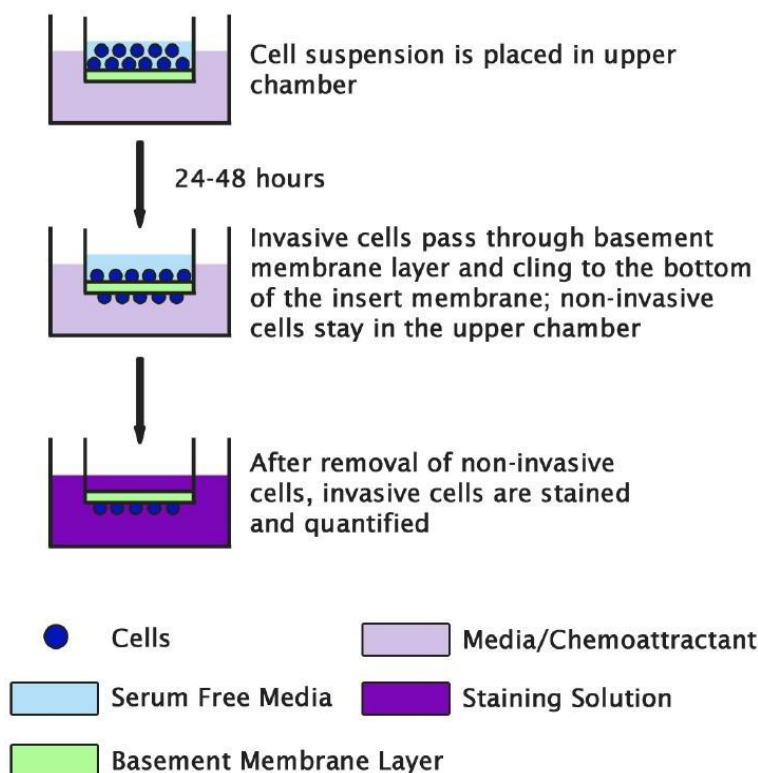 Cell suspension is placed in upper
chamber
24-48 hours
Invasive cells pass through basement
membrane layer and cling to the bottom
of the insert membrane; non-invasive
cells stay in the upper chamber
After removal of non-invasive
cells, invasive cells are stained
and quantified
Cells
Media/Chemoattractant
Serum Free Media
Staining Solution
Basement Membrane Layer